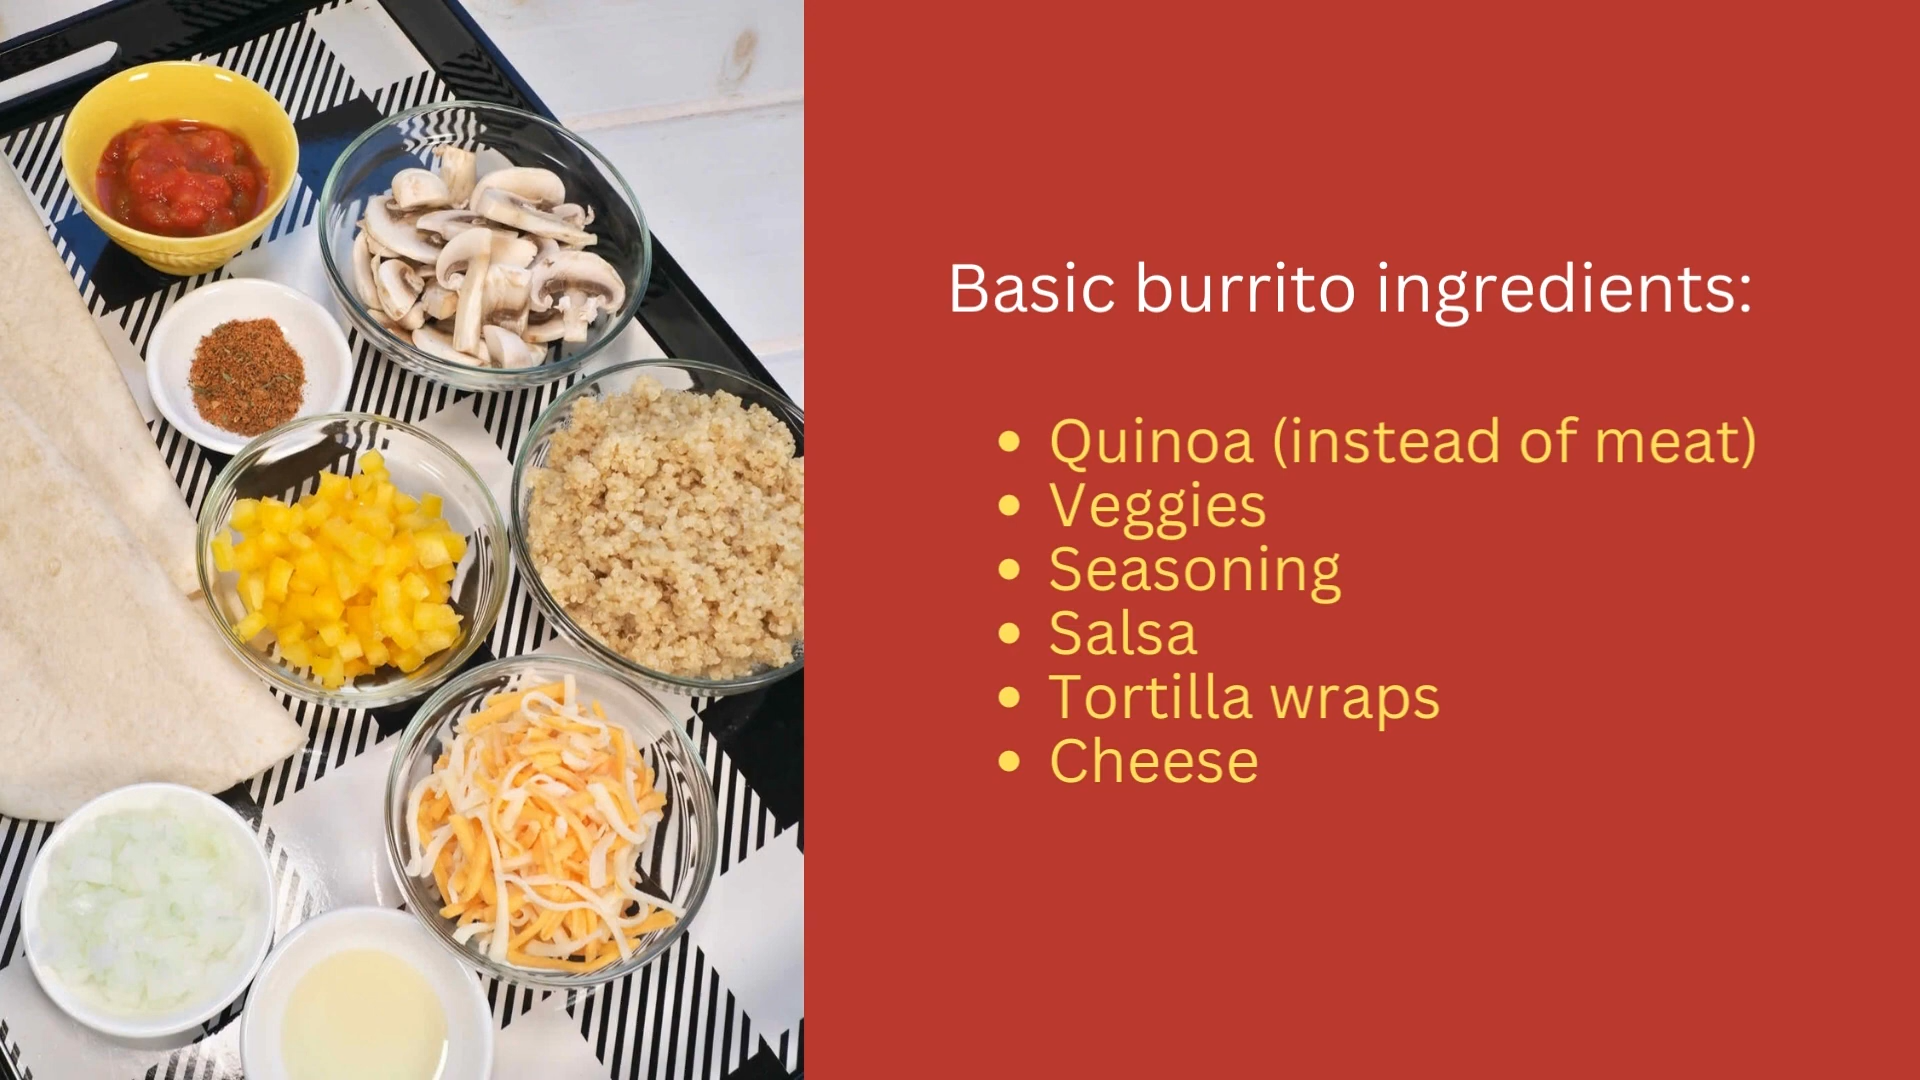 Basic burrito ingredients:
• Quinoa (instead of meat)
• Veggies
• Seasoning
• Salsa
• Tortilla wraps
• Cheese